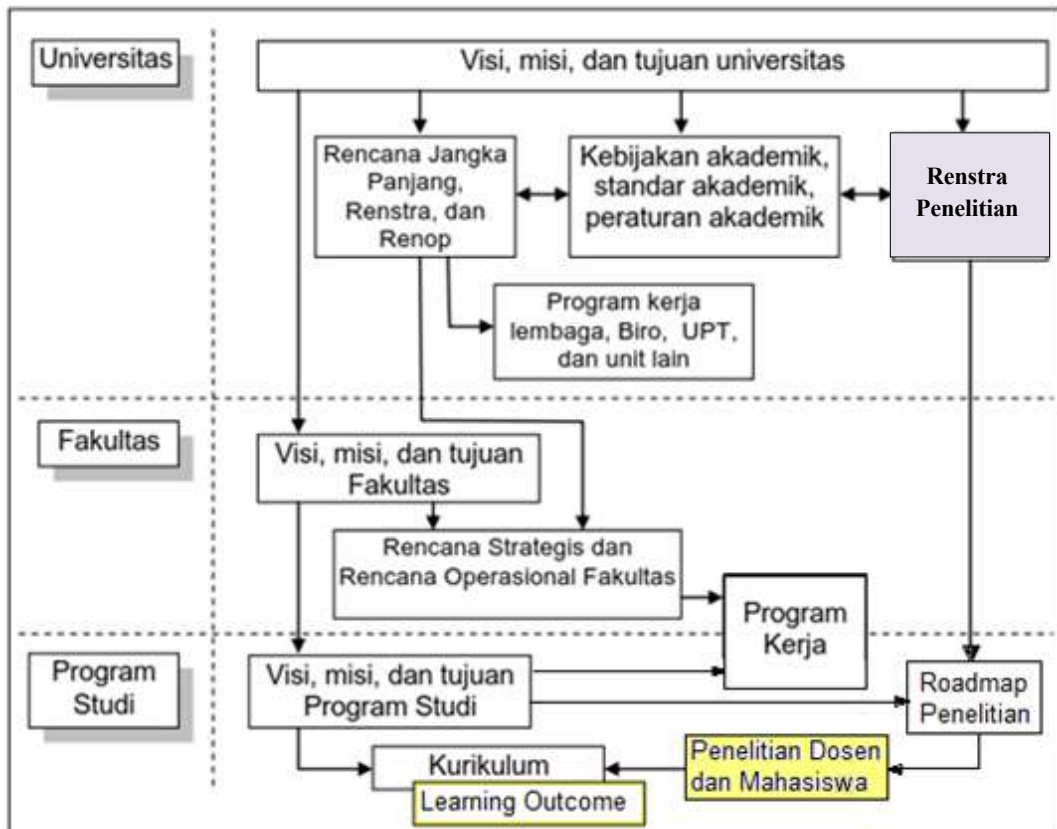 Universitas
Visi, misi, dan tujuan universitas
Rencana Jangka
Panjang,
Renstra, dan
Renop
Kebijakan akademik,
standar akademik,
peraturan akademik
Renstra
Penelitian
Program kerja
lembaga, Biro, UPT,
dan unit lain
Fakultas
Visi, misi, dan tujuan
Fakultas
Rencana Strategis dan
Rencana Operasional Fakultas
Program
Kerja
Program
Studi
Visi, misi, dan tujuan
Program Studi
Roadmap
Penelitian
Kurikulum
Learning Outcome
Penelitian Dosen
dan Mahasiswa